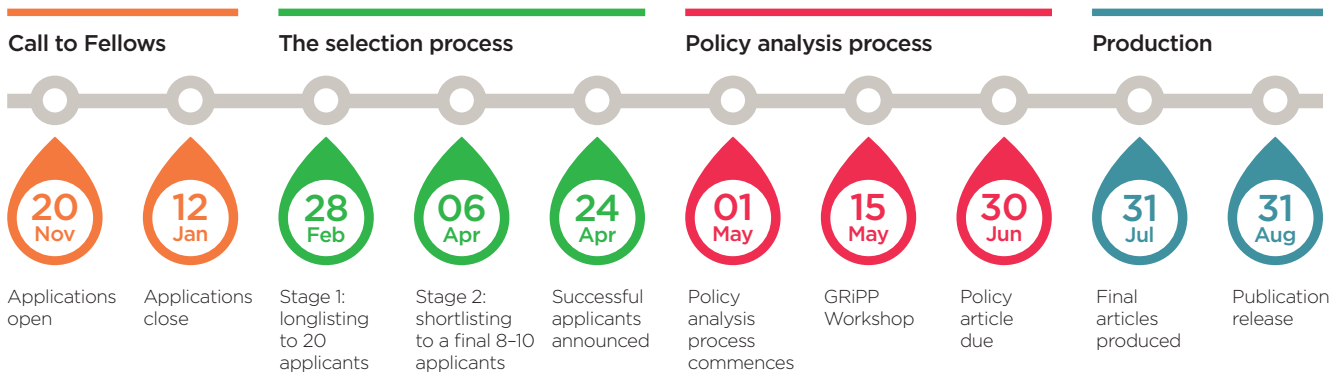 Call to Fellows
The selection process
Policy analysis process
Production
20
Nov
12
Jan
28
Feb
06
Apr
24
Apr
01
May
15
May
30
Jun
31
Jul
31
Aug
Applications
open
Applications
close
Stage 1:
longlisting
to 20
applicants
Stage 2:
shortlisting
to a final 8–10
applicants
Successful
applicants
announced
Policy
analysis
process
commences
GRiPP
Workshop
Policy
article
due
Final
articles
produced
Publication
release